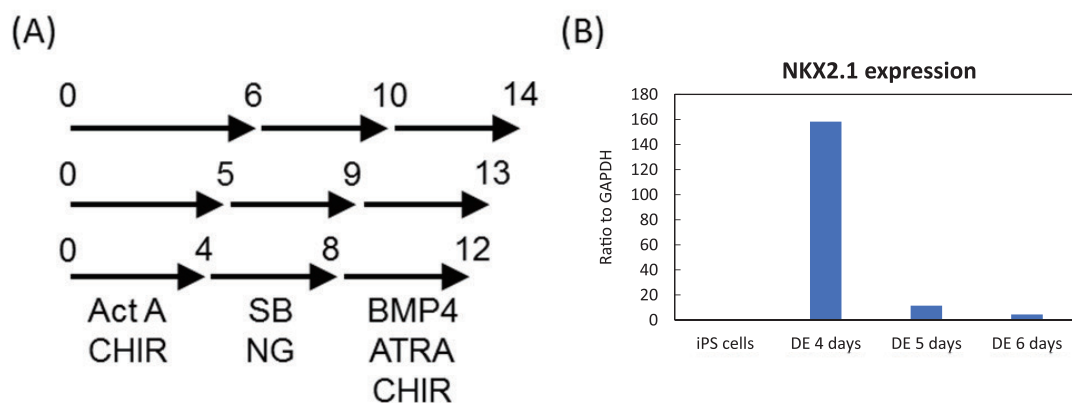 (A)
0 6 10 14
0 5 9 13
0 4 8 12
Act A SB BMP4
CHIR NG ATRA
CHIR
(B)
NKX2.1 expression
180
160
140
120
100
80
60
40
20
0
Ratio to GAPDH
iPS cells DE 4 days DE 5 days DE 6 days